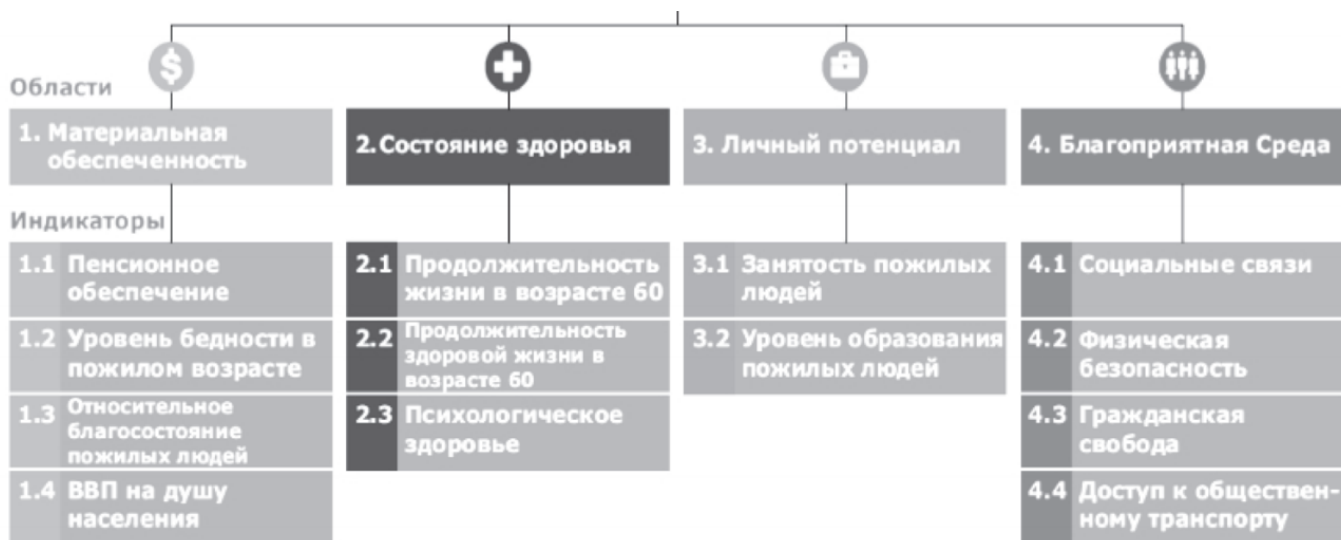 $
Области
1. Материальная
обеспеченность
2. Состояние здоровья
3. Личный потенциал
4. Благоприятная Среда
Индикаторы
1.1 Пенсионное
обеспечение
1.2 Уровень бедности в
пожилом возрасте
1.3 Относительное
благосостояние
пожилых людей
1.4 ВВП на душу
населения
2.1 Продолжительность
жизни в возрасте 60
2.2 Продолжительность
здоровой жизни в
возрасте 60
2.3 Психологическое
здоровье
3.1 Занятость пожилых
людей
3.2 Уровень образования
пожилых людей
4.1 Социальные связи
4.2 Физическая
безопасность
4.3 Гражданская
свобода
4.4 Доступ к обществен-
ному транспорту